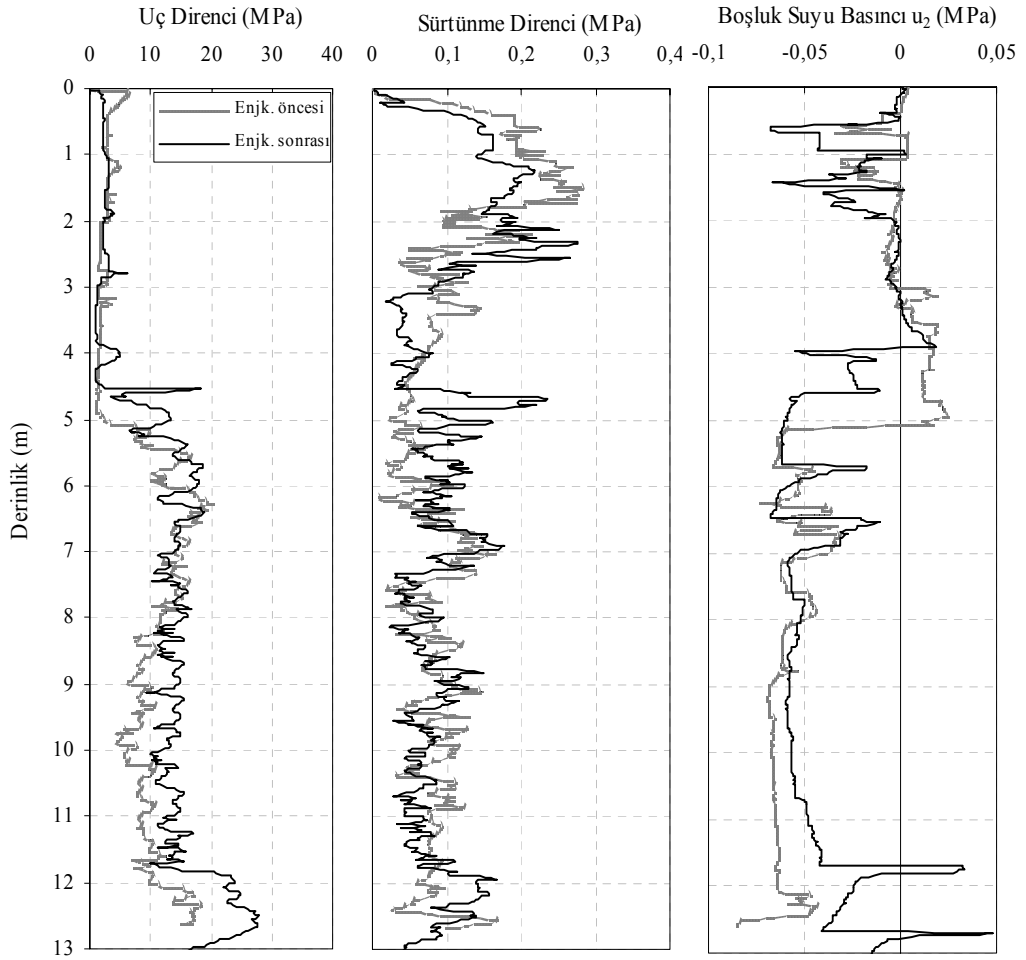 Uç Direnci (MPa)
0 10 20 30 40
Sürtünme Direnci (MPa)
0 0,1 0,2 0,3 0,4
Boşluk Suyu Basıncı u₂ (MPa)
-0,1 -0,05 0 0,05
Enjk. öncesi
Enjk. sonrası
Derinlik (m)
0
1
2
3
4
5
6
7
8
9
10
11
12
13